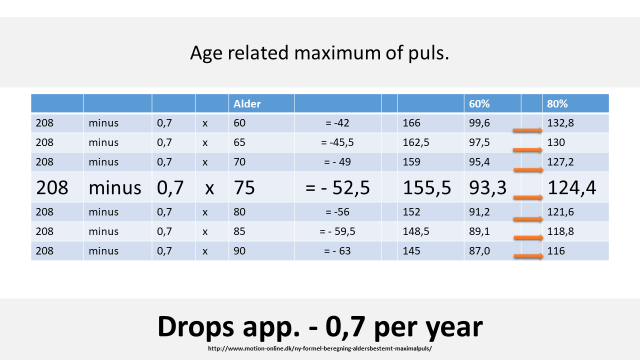 Age related maximum of puls.
Alder 60% 80%
208 minus 0,7 x 60 = -42 166 99,6 132,8
208 minus 0,7 x 65 = -45,5 162,5 97,5 130
208 minus 0,7 x 70 = - 49 159 95,4 127,2
208 minus 0,7 x 75 = - 52,5 155,5 93,3 124,4
208 minus 0,7 x 80 = -56 152 91,2 121,6
208 minus 0,7 x 85 = - 59,5 148,5 89,1 118,8
208 minus 0,7 x 90 = - 63 145 87,0 116
Drops app. - 0,7 per year
http://www.motion-online.dk/ny-formel-beregning-aldersbestemt-maximalpuls/